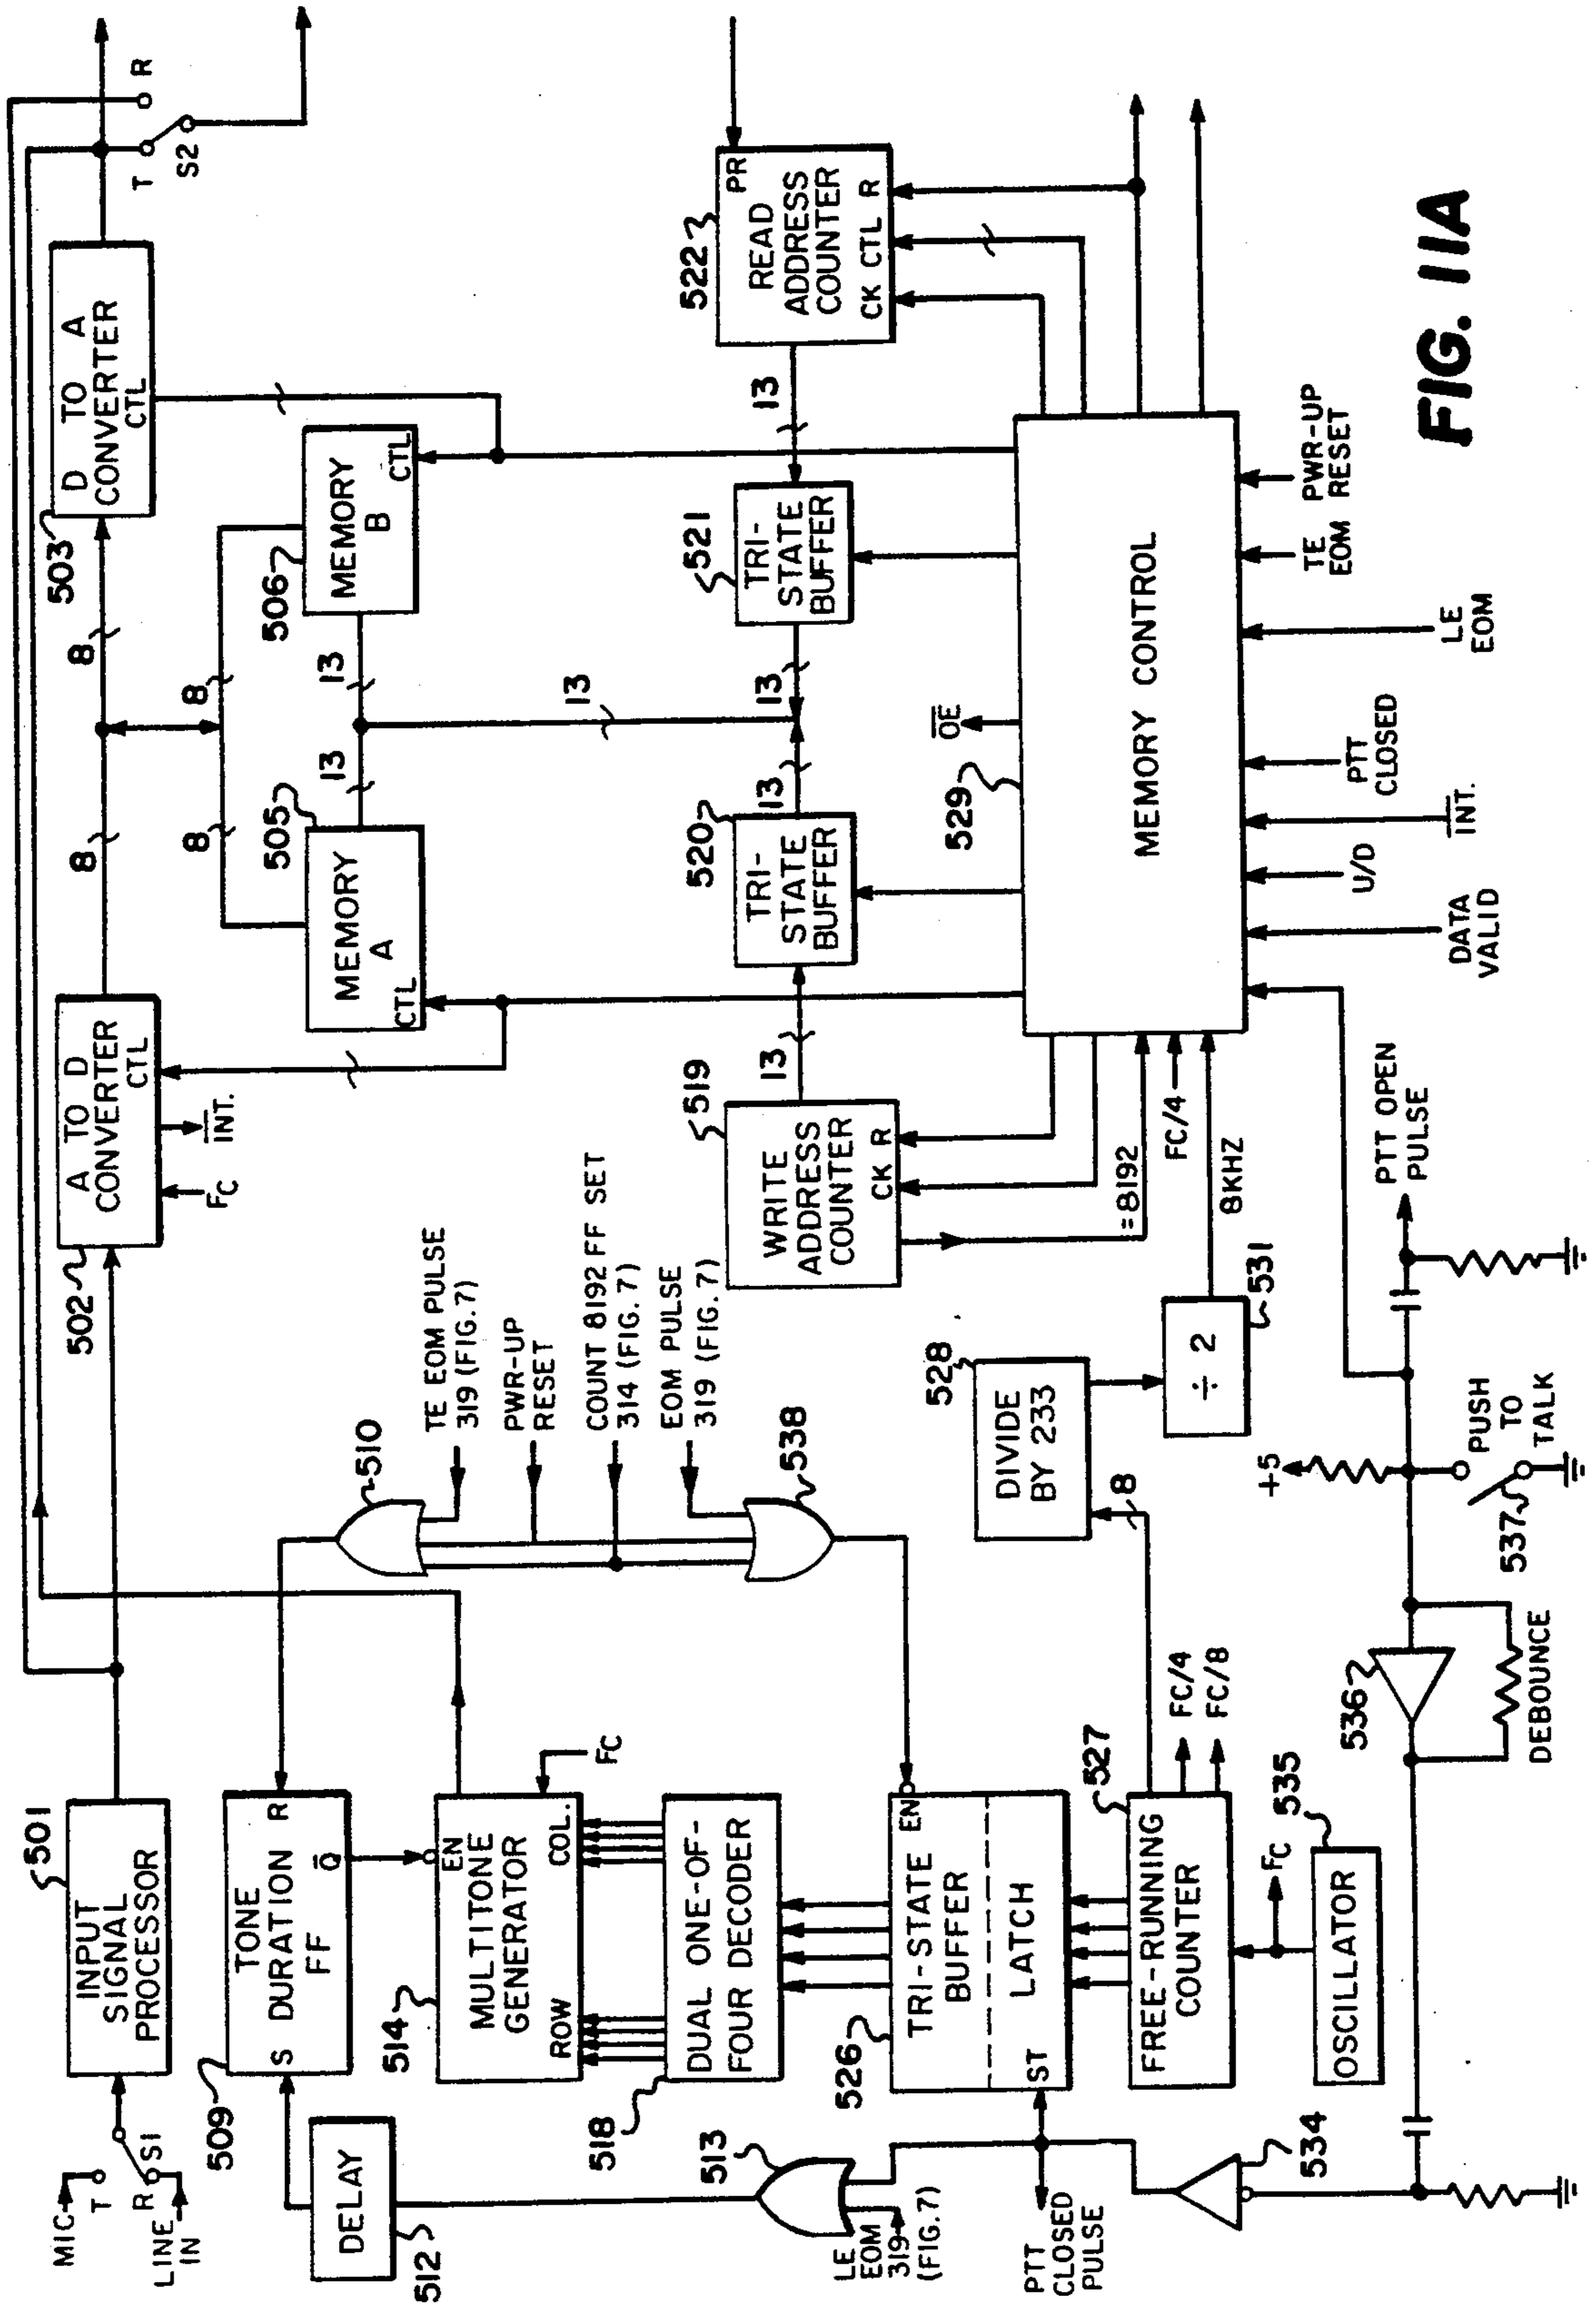 MIC
T
R
S1
LINE
IN
501
INPUT
SIGNAL
PROCESSOR
502
A TO D
CONVERTER
CTL
FC
INT.
8
8
503
D TO A
CONVERTER
CTL
T
R
S2
509
TONE
DURATION
FF
S
R
Q
512
DELAY
510
TE EOM PULSE
319 (FIG. 7)
PWR-UP
RESET
COUNT 8192 FF SET
314 (FIG. 7)
EOM PULSE
319 (FIG. 7)
538
505
MEMORY
A
CTL
8
8
13
13
506
MEMORY
B
CTL
514
MULTITONE
GENERATOR
EN
ROW
COL.
FC
518
DUAL ONE-OF-
FOUR DECODER
513
LE
EOM
319
(FIG. 7)
526
TRI-STATE
BUFFER
EN
LATCH
ST
PTT
CLOSED
PULSE
519
WRITE
ADDRESS
COUNTER
CK R
13
520
TRI-
STATE
BUFFER
13
13
13
521
TRI-
STATE
BUFFER
13
522
READ
ADDRESS
COUNTER
PR
CK CTL R
527
FREE-RUNNING
COUNTER
FC/4
FC/8
528
DIVIDE
BY 233
8
531
÷ 2
=8192
FC/4
8KHZ
529
OE
MEMORY CONTROL
DATA
VALID
U/D
INT.
PTT
CLOSED
LE
EOM
TE
EOM
PWR-UP
RESET
535
OSCILLATOR
FC
534
536
DEBOUNCE
+5
537
PUSH
TO
TALK
PTT OPEN
PULSE
FIG. 11A